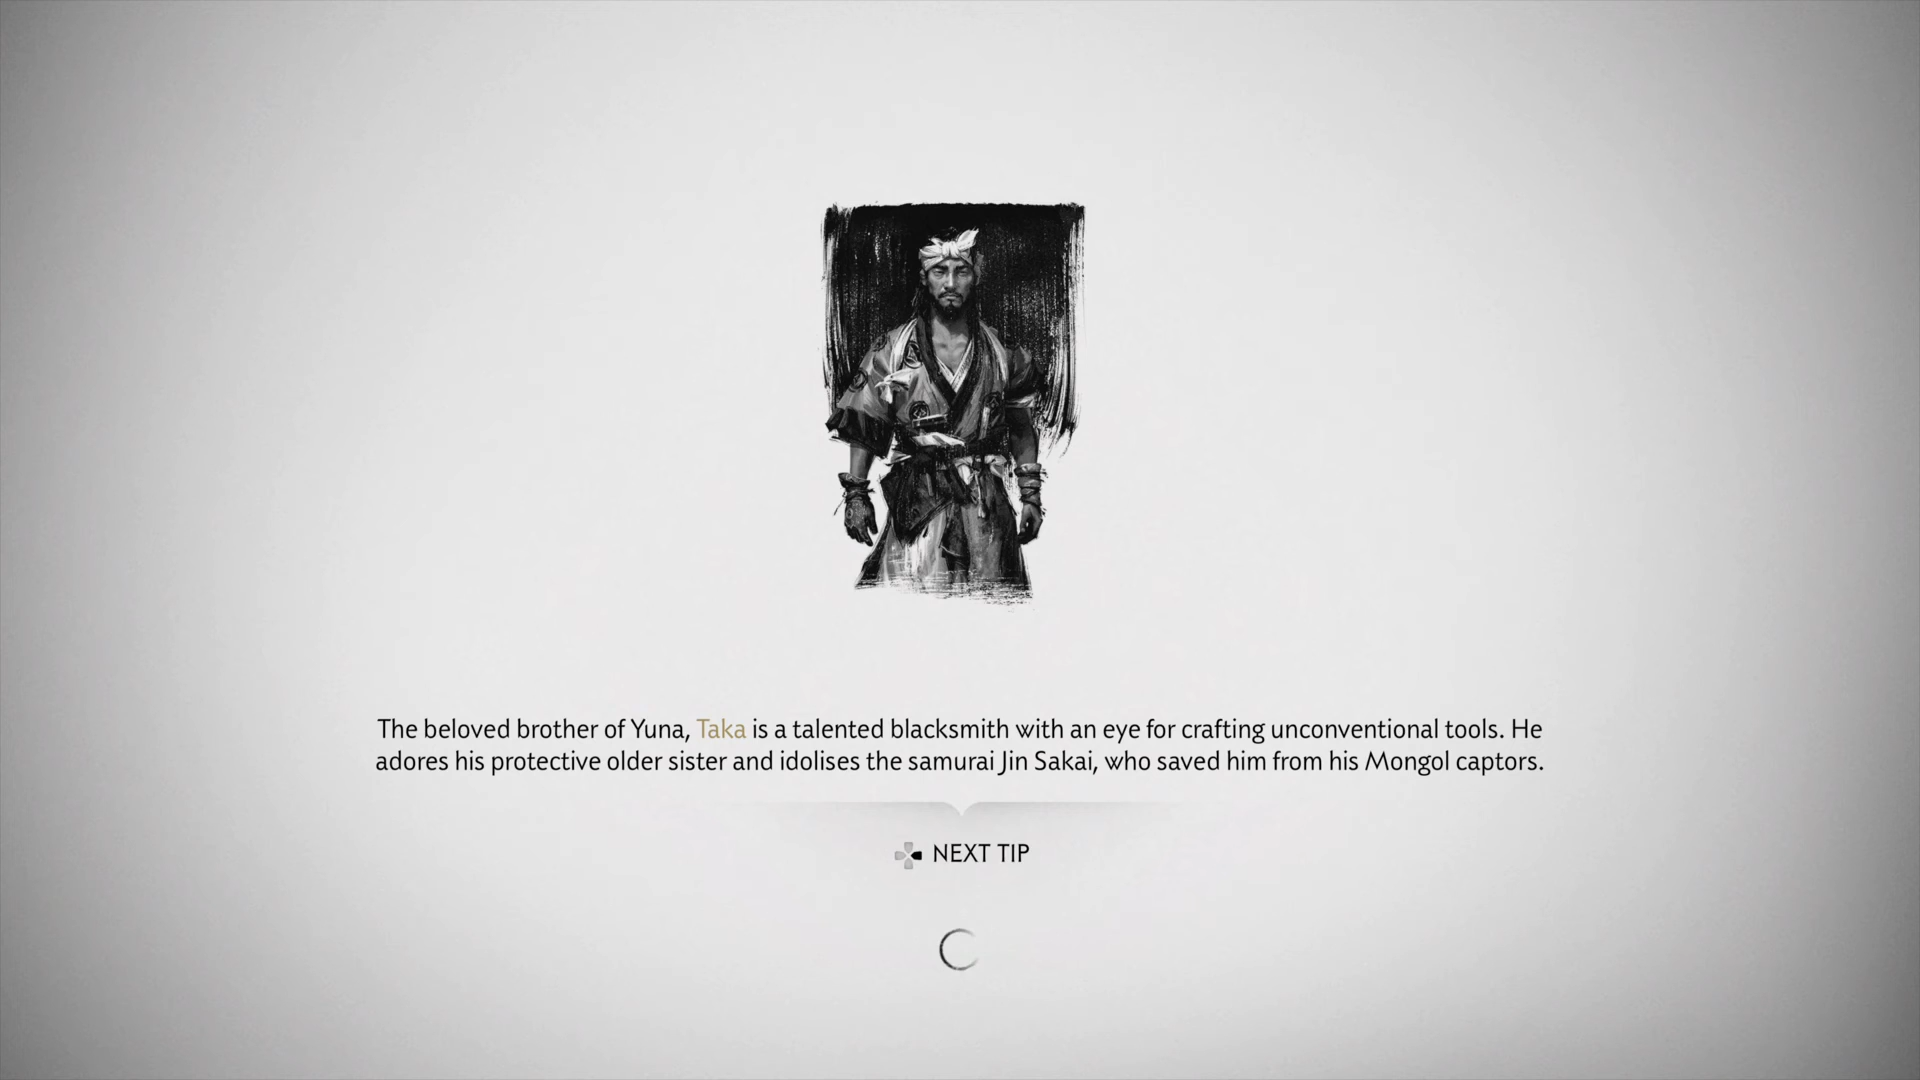 The beloved brother of Yuna, Taka is a talented blacksmith with an eye for crafting unconventional tools. He
adores his protective older sister and idolises the samurai Jin Sakai, who saved him from his Mongol captors.
NEXT TIP